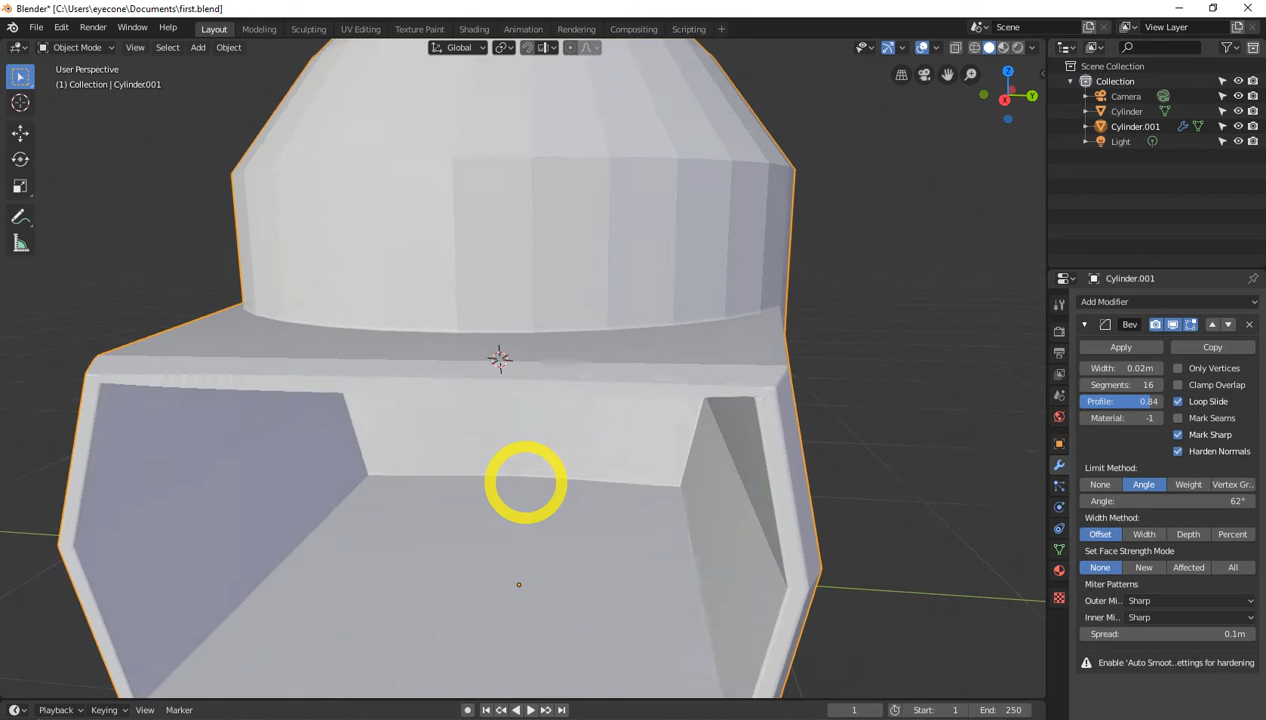 Blender* [C:\Users\eyecone\Documents\first.blend]
File Edit Render Window Help Layout Modeling Sculpting UV Editing Texture Paint Shading Animation Rendering Compositing Scripting + Scene View Layer
Object Mode View Select Add Object Global
User Perspective
(1) Collection | Cylinder.001
Z
Y
X
Scene Collection
Collection
Camera
Cylinder
Cylinder.001
Light
Cylinder.001
Add Modifier
Bev
Apply Copy
Width: 0.02m Only Vertices
Segments: 16 Clamp Overlap
Profile: 0.84 Loop Slide
Material: -1 Mark Seams
Mark Sharp
Harden Normals
Limit Method:
None Angle Weight Vertex Gr..
Angle: 62°
Width Method:
Offset Width Depth Percent
Set Face Strength Mode
None New Affected All
Miter Patterns
Outer Mi.. Sharp
Inner Mi.. Sharp
Spread: 0.1m
Enable 'Auto Smoot..ettings for hardening
Playback Keying View Marker 1 Start: 1 End: 250